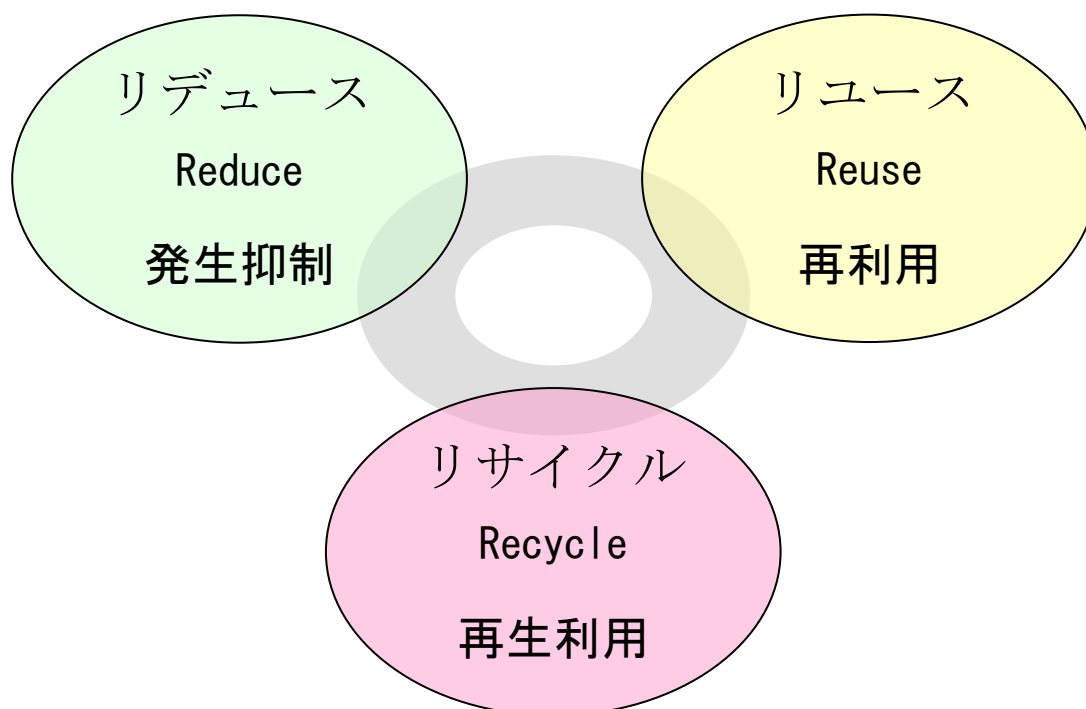 リデュース
Reduce
発生抑制
リユース
Reuse
再利用
リサイクル
Recycle
再生利用